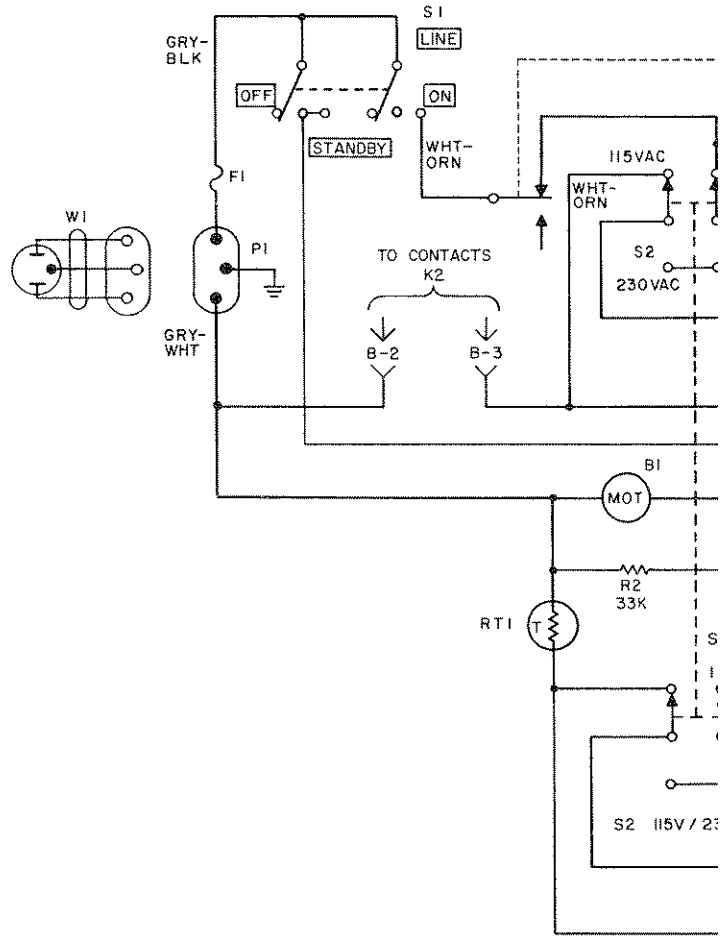 S1
LINE
GRY-
BLK
OFF
ON
STANDBY
WHT-
ORN
115VAC
WHT-
ORN
F1
W1
P1
S2
230VAC
TO CONTACTS
K2
GRY-
WHT
B-2
B-3
B1
MOT
R2
33K
RT1
T
S
1
S2 115V / 23